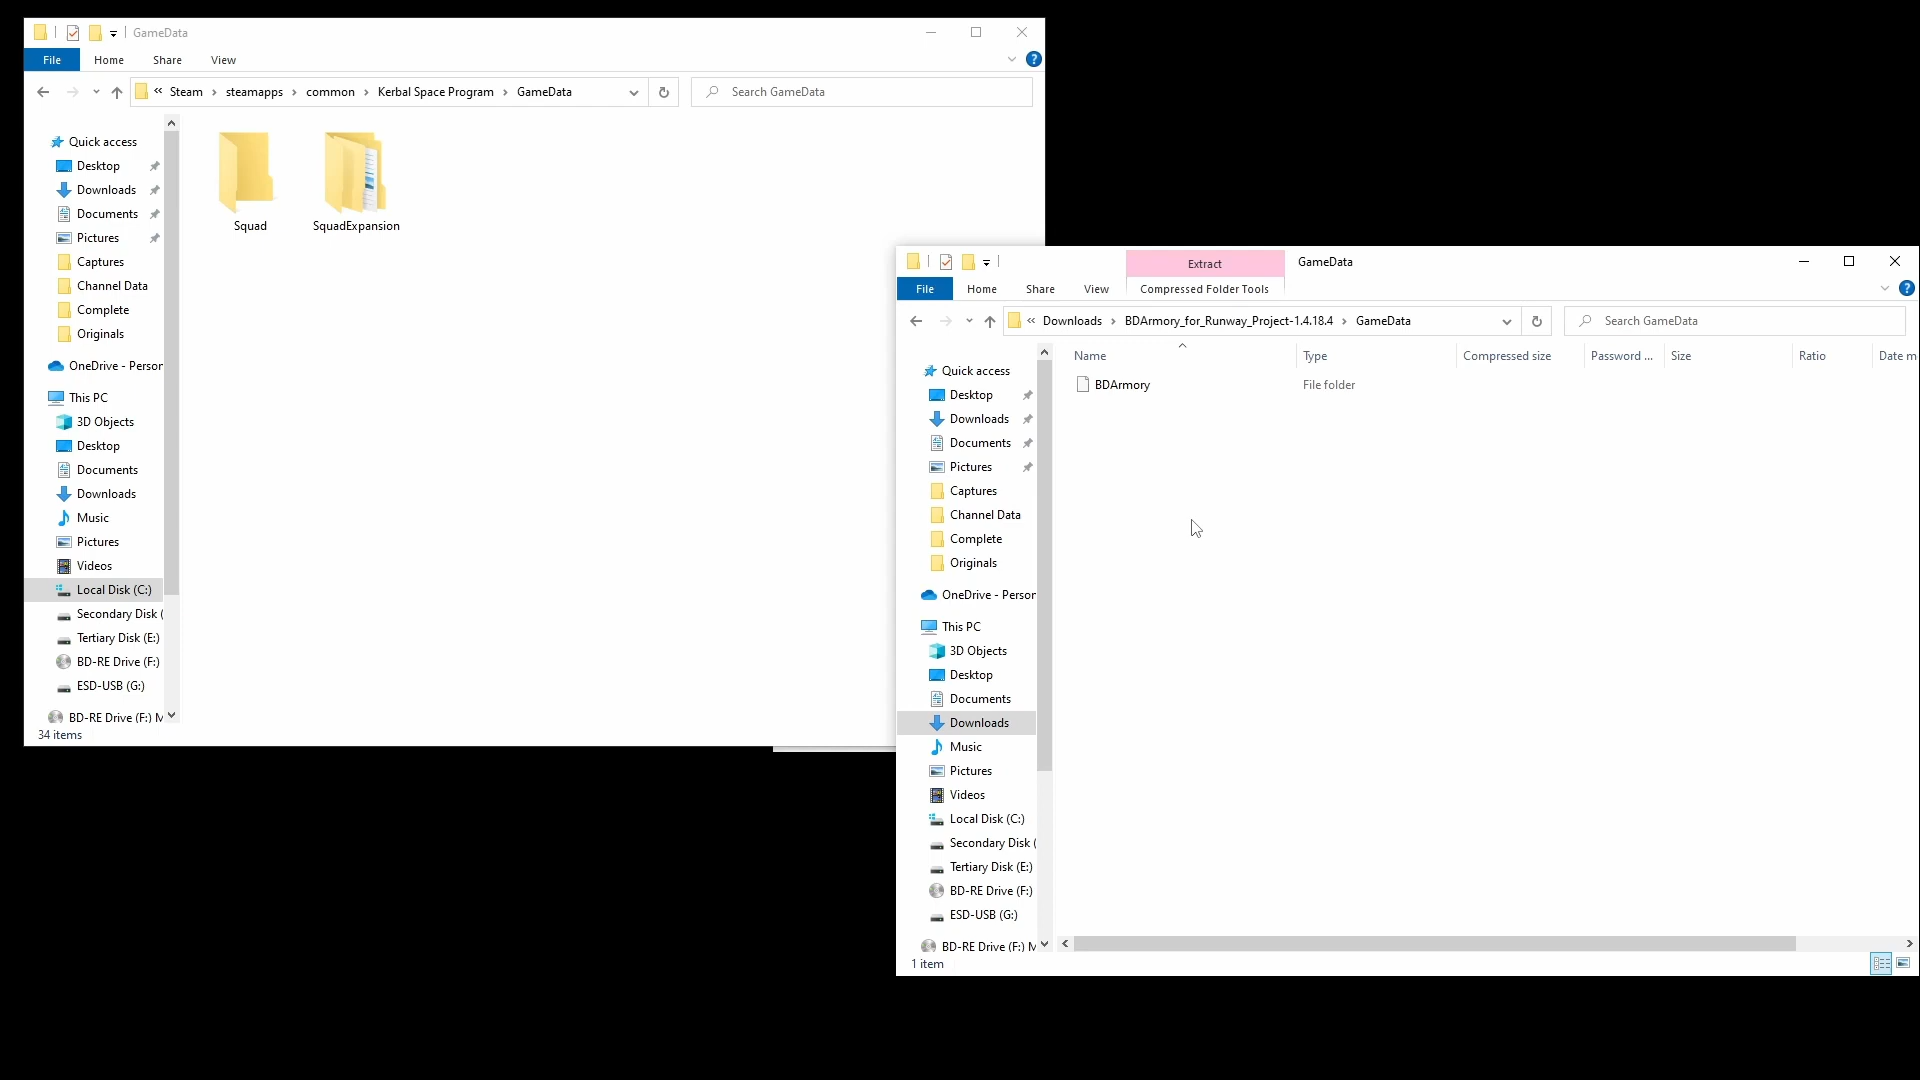 GameData
File Home Share View
« Steam › steamapps › common › Kerbal Space Program › GameData
Search GameData
Quick access
Desktop
Downloads
Documents
Pictures
Captures
Channel Data
Complete
Originals
OneDrive - Person
This PC
3D Objects
Desktop
Documents
Downloads
Music
Pictures
Videos
Local Disk (C:)
Secondary Disk (
Tertiary Disk (E:)
BD-RE Drive (F:)
ESD-USB (G:)
BD-RE Drive (F:) M
34 items
Squad
SquadExpansion
Extract
GameData
File Home Share View Compressed Folder Tools
« Downloads › BDArmory_for_Runway_Project-1.4.18.4 › GameData
Search GameData
Name Type Compressed size Password ... Size Ratio Date m
BDArmory File folder
Quick access
Desktop
Downloads
Documents
Pictures
Captures
Channel Data
Complete
Originals
OneDrive - Person
This PC
3D Objects
Desktop
Documents
Downloads
Music
Pictures
Videos
Local Disk (C:)
Secondary Disk (
Tertiary Disk (E:)
BD-RE Drive (F:)
ESD-USB (G:)
BD-RE Drive (F:) M
1 item